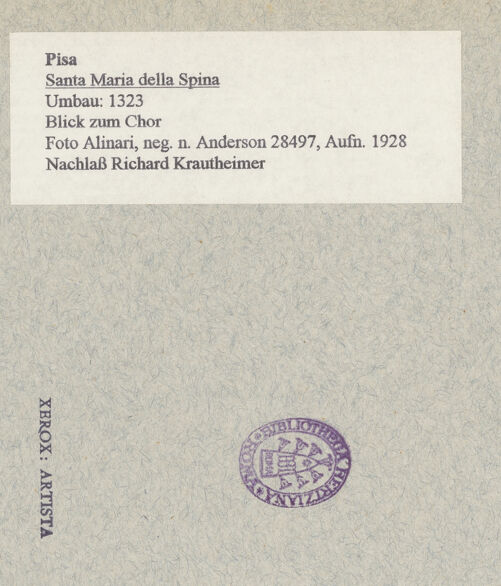 Pisa
Santa Maria della Spina
Umbau: 1323
Blick zum Chor
Foto Alinari, neg. n. Anderson 28497, Aufn. 1928
Nachlaß Richard Krautheimer
XEROX: ARTISTA
BIBLIOTHECA HERTZIANA
ROMA